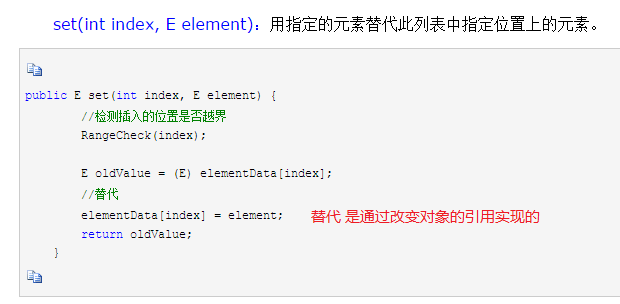 set(int index, E element)：用指定的元素替代此列表中指定位置上的元素。
public E set(int index, E element) {
//检测插入的位置是否越界
RangeCheck(index);
E oldValue = (E) elementData[index];
//替代
elementData[index] = element; 替代 是通过改变对象的引用实现的
return oldValue;
}